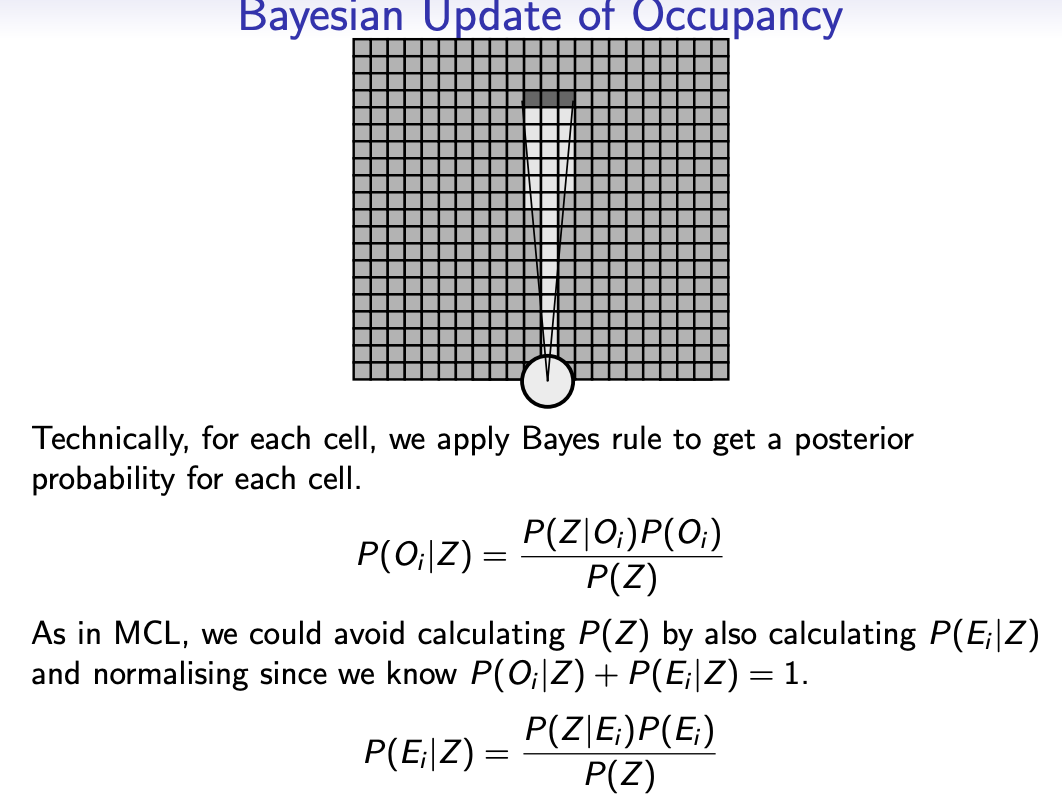 Bayesian Update of Occupancy
Technically, for each cell, we apply Bayes rule to get a posterior
probability for each cell.
P(O_i|Z) = \frac{P(Z|O_i)P(O_i)}{P(Z)}
As in MCL, we could avoid calculating P(Z) by also calculating P(E_i|Z)
and normalising since we know P(O_i|Z) + P(E_i|Z) = 1.
P(E_i|Z) = \frac{P(Z|E_i)P(E_i)}{P(Z)}